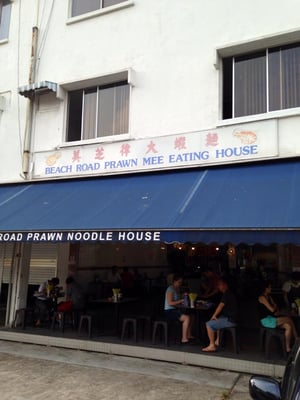 美芝律大蝦麵
BEACH ROAD PRAWN MEE EATING HOUSE
ROAD PRAWN NOODLE HOUSE